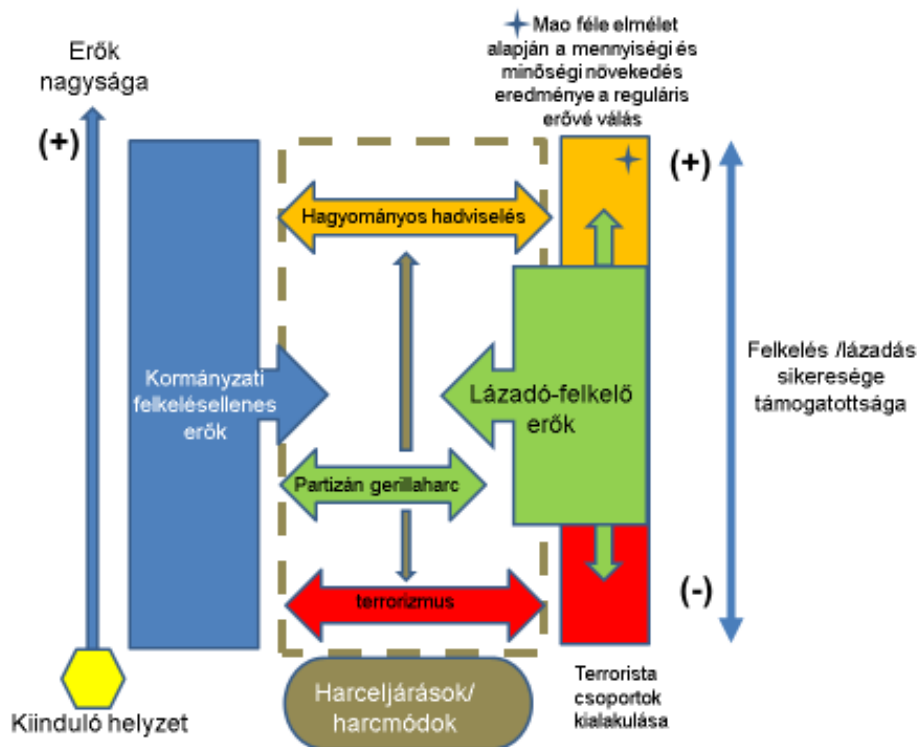 Erők
nagysága
(+)
Mao féle elmélet
alapján a mennyiségi és
minőségi növekedés
eredménye a reguláris
erővé válás
(+)
Hagyományos hadviselés
Kormányzati
felkelésellenes
erők
Lázadó-felkelő
erők
Felkelés /lázadás
sikeresége
támogatottsága
Partizán gerillaharc
terrorizmus
(-)
Kiinduló helyzet
Harceljárások/
harcmódok
Terrorista
csoportok
kialakulása